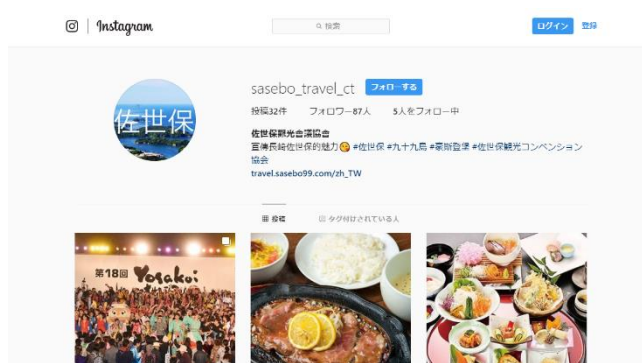 Instagram
検索
ログイン 登録
佐世保
sasebo_travel_ct フォローする
投稿32件 フォロワー87人 5人をフォロー中
佐世保觀光会議協會
宣傳長崎佐世保的魅力😘 #佐世保 #九十九島 #豪斯登堡 #佐世保観光コンベンション
協会
travel.sasebo99.com/zh_TW
投稿 タグ付けされている人
第18回 Yosakoi